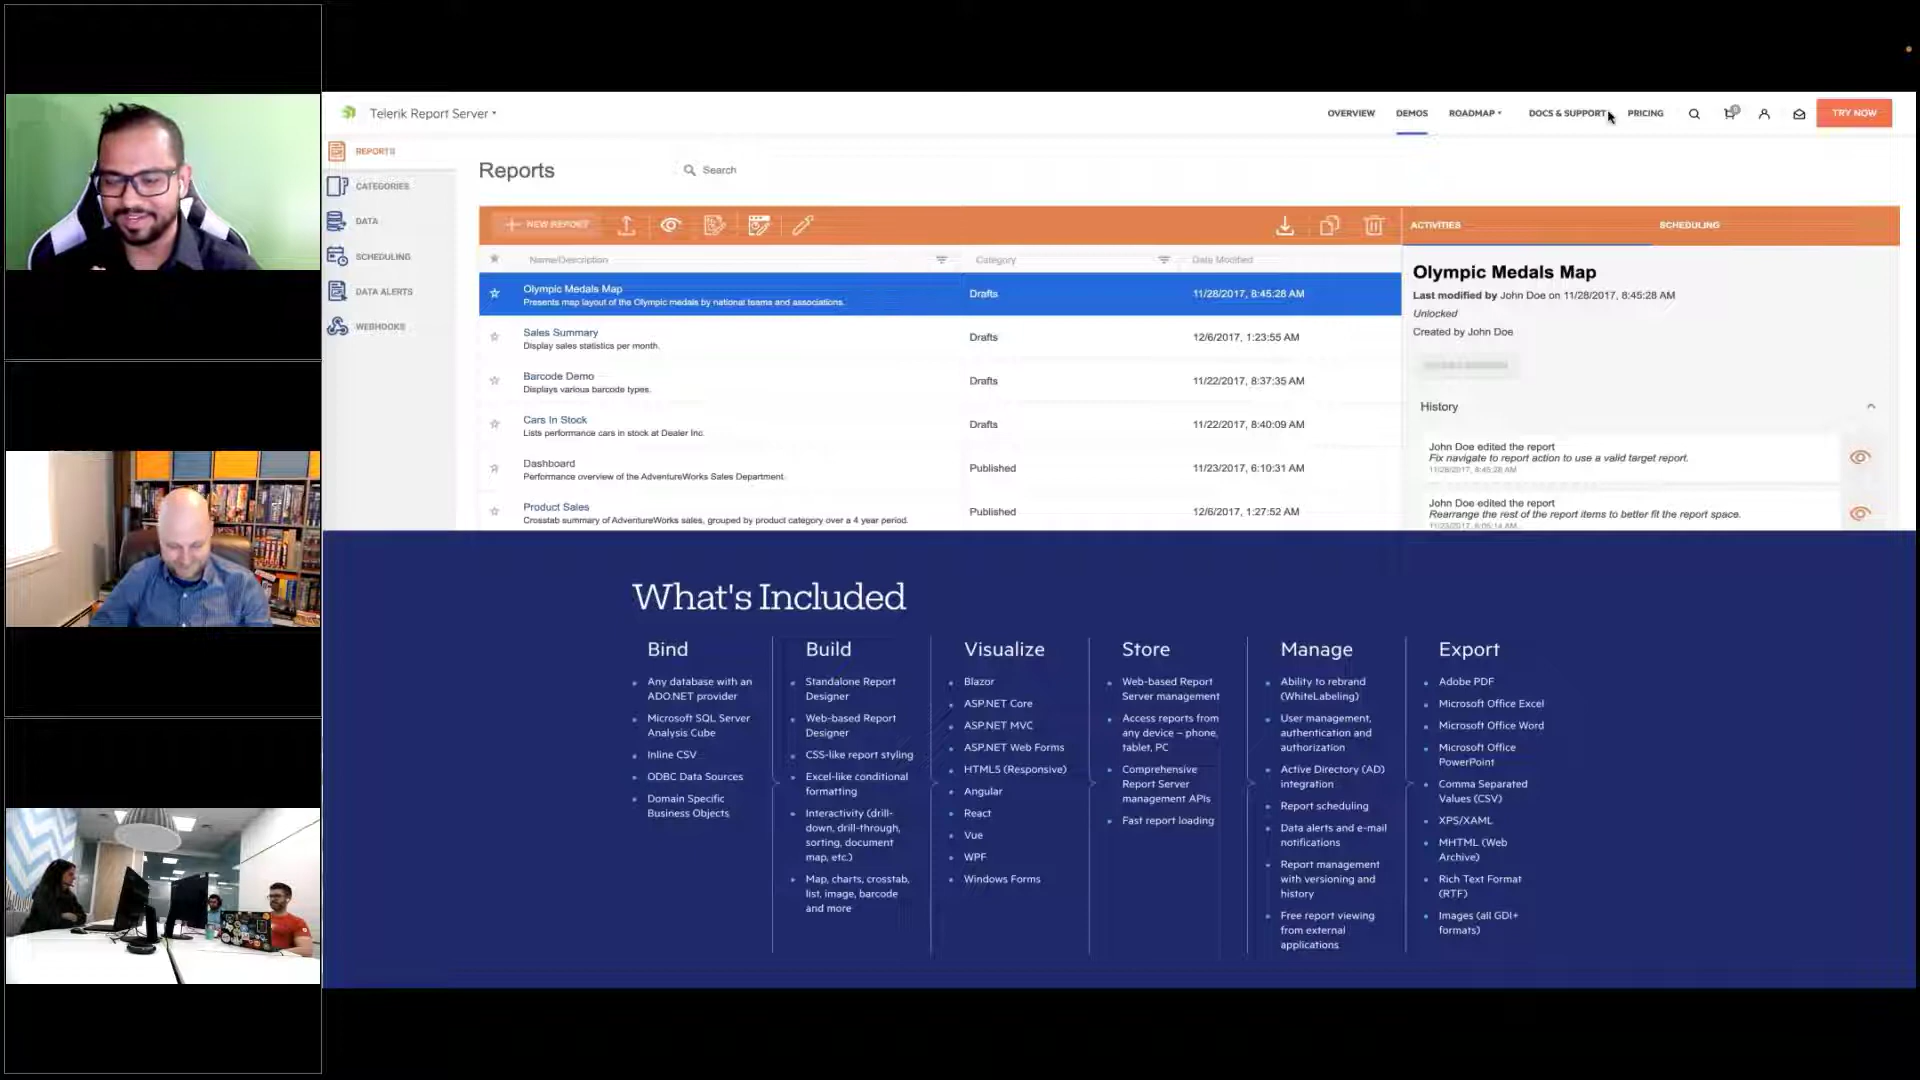 Telerik Report Server
OVERVIEW
DEMOS
ROADMAP
DOCS & SUPPORT
PRICING
TRY NOW
REPORTS
CATEGORIES
DATA
SCHEDULING
DATA ALERTS
WEBHOOKS
Reports
Search
NEW REPORT
Name/Description
Category
Date Modified
Olympic Medals Map
Presents map layout of the Olympic medals by national teams and associations.
Drafts
11/28/2017, 8:45:28 AM
Sales Summary
Display sales statistics per month.
Drafts
12/6/2017, 1:23:55 AM
Barcode Demo
Displays various barcode types.
Drafts
11/22/2017, 8:37:35 AM
Cars In Stock
Lists performance cars in stock at Dealer Inc.
Drafts
11/22/2017, 8:40:09 AM
Dashboard
Performance overview of the AdventureWorks Sales Department.
Published
11/23/2017, 6:10:31 AM
Product Sales
Crosstab summary of AdventureWorks sales, grouped by product category over a 4 year period.
Published
12/6/2017, 1:27:52 AM
ACTIVITIES
SCHEDULING
Olympic Medals Map
Last modified by John Doe on 11/28/2017, 8:45:28 AM
Unlocked
Created by John Doe
History
John Doe edited the report
Fix navigate to report action to use a valid target report.
11/28/2017, 8:45:28 AM
John Doe edited the report
Rearrange the rest of the report items to better fit the report space.
What's Included
Bind
Any database with an
ADO.NET provider
Microsoft SQL Server
Analysis Cube
Inline CSV
ODBC Data Sources
Domain Specific
Business Objects
Build
Standalone Report
Designer
Web-based Report
Designer
CSS-like report styling
Excel-like conditional
formatting
Interactivity (drill-
down, drill-through,
sorting, document
map, etc.)
Map, charts, crosstab,
list, image, barcode
and more
Visualize
Blazor
ASP.NET Core
ASP.NET MVC
ASP.NET Web Forms
HTML5 (Responsive)
Angular
React
Vue
WPF
Windows Forms
Store
Web-based Report
Server management
Access reports from
any device – phone,
tablet, PC
Comprehensive
Report Server
management APIs
Fast report loading
Manage
Ability to rebrand
(WhiteLabeling)
User management,
authentication and
authorization
Active Directory (AD)
integration
Report scheduling
Data alerts and e-mail
notifications
Report management
with versioning and
history
Free report viewing
from external
applications
Export
Adobe PDF
Microsoft Office Excel
Microsoft Office Word
Microsoft Office
PowerPoint
Comma Separated
Values (CSV)
XPS/XAML
MHTML (Web
Archive)
Rich Text Format
(RTF)
Images (all GDI+
formats)